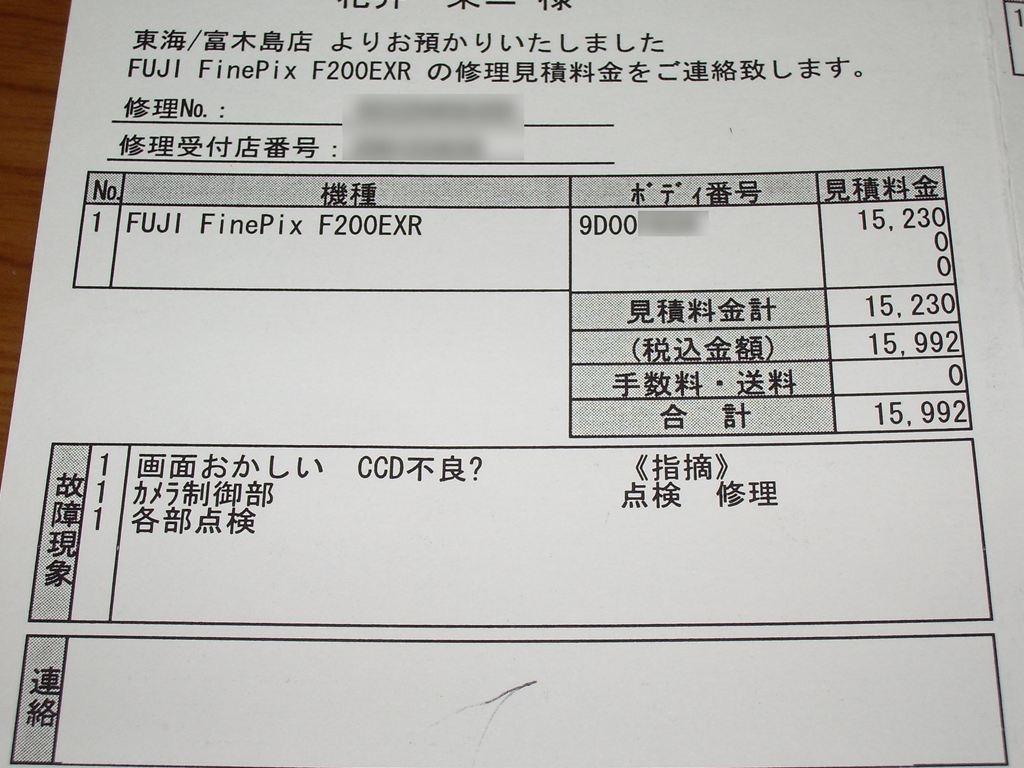 様
東海/富木島店 よりお預かりいたしました
FUJI FinePix F200EXR の修理見積料金をご連絡致します。
修理No.:
修理受付店番号:
No. 機種 ボディ番号 見積料金
1 FUJI FinePix F200EXR 9D00 15,230
0
0
見積料金計 15,230
(税込金額) 15,992
手数料・送料 0
合 計 15,992
故障現象
1 画面おかしい CCD不良? 《指摘》
1 カメラ制御部 点検 修理
1 各部点検
連絡